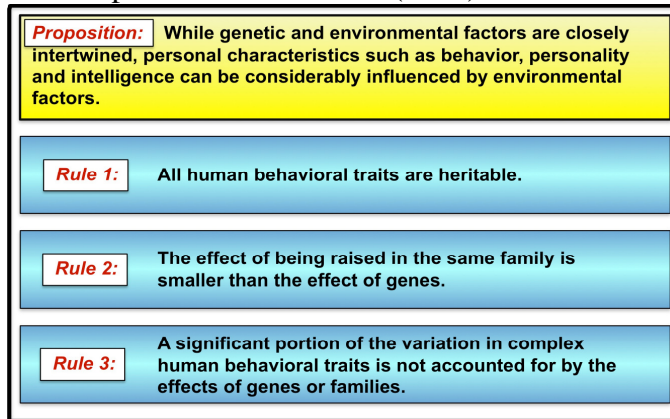 Proposition: While genetic and environmental factors are closely
intertwined, personal characteristics such as behavior, personality
and intelligence can be considerably influenced by environmental
factors.
Rule 1: All human behavioral traits are heritable.
The effect of being raised in the same family is
Rule 2: smaller than the effect of genes.
A significant portion of the variation in complex
Rule 3: human behavioral traits is not accounted for by the
effects of genes or families.